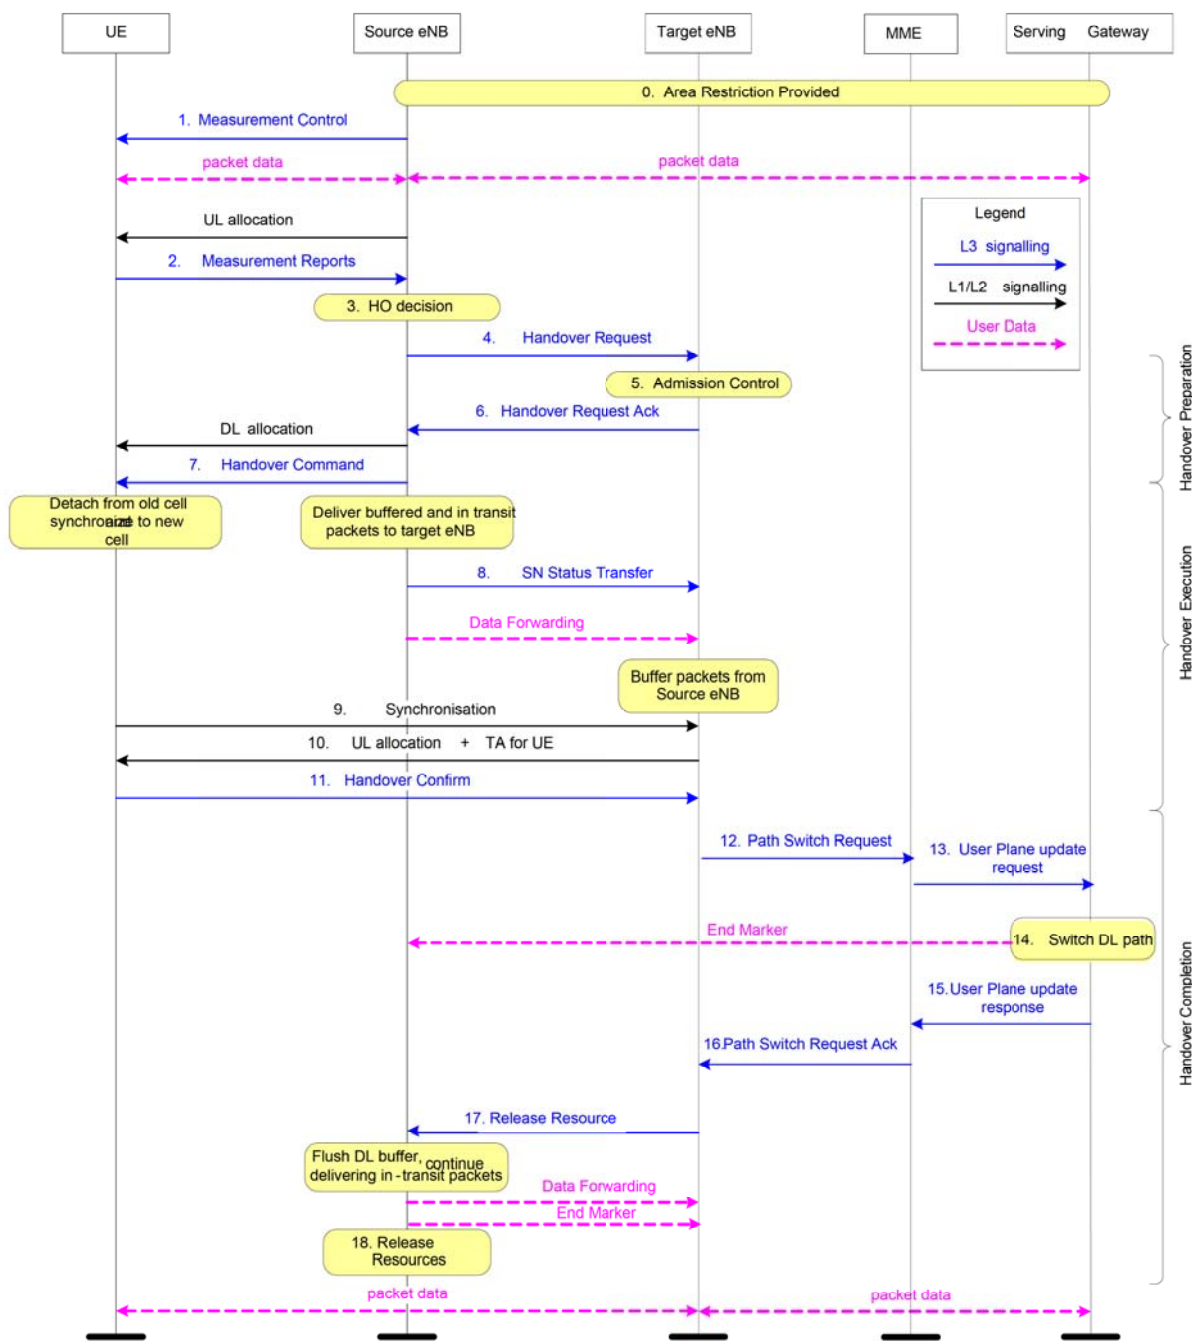 UE
Source eNB
Target eNB
MME
Serving Gateway
0. Area Restriction Provided
1. Measurement Control
packet data
packet data
Legend
L3 signalling
L1/L2 signalling
User Data
UL allocation
2. Measurement Reports
3. HO decision
4. Handover Request
5. Admission Control
6. Handover Request Ack
DL allocation
7. Handover Command
Handover Preparation
Detach from old cell
and
synchronize to new
cell
Deliver buffered and in transit
packets to target eNB
8. SN Status Transfer
Data Forwarding
Buffer packets from
Source eNB
9. Synchronisation
10. UL allocation + TA for UE
11. Handover Confirm
Handover Execution
12. Path Switch Request
13. User Plane update
request
End Marker
14. Switch DL path
15.User Plane update
response
16.Path Switch Request Ack
17. Release Resource
Flush DL buffer, continue
delivering in-transit packets
Data Forwarding
End Marker
18. Release
Resources
Handover Completion
packet data
packet data